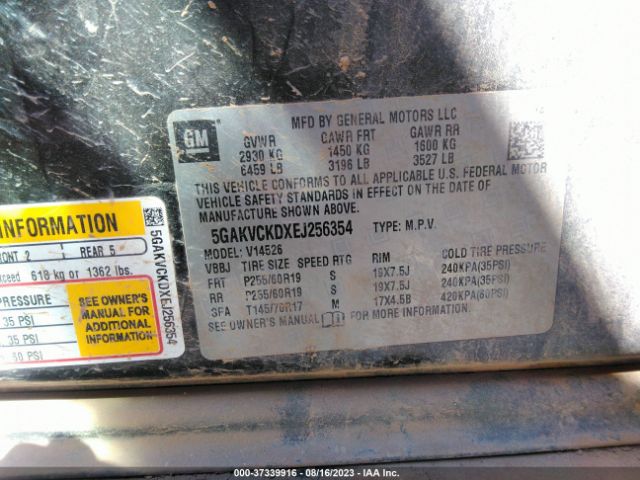 GM
MFD BY GENERAL MOTORS LLC
GVWR GAWR FRT GAWR RR
2930 KG 1450 KG 1600 KG
6459 LB 3196 LB 3527 LB
THIS VEHICLE CONFORMS TO ALL APPLICABLE U.S. FEDERAL MOTOR
VEHICLE SAFETY STANDARDS IN EFFECT ON THE DATE OF
MANUFACTURE SHOWN ABOVE.
5GAKVCKDXEJ256354 TYPE: M.P.V.
MODEL: V14526
VBBJ TIRE SIZE SPEED RTG RIM COLD TIRE PRESSURE
FRT P255/60R19 S 19X7.5J 240KPA(35PSI)
RR P255/60R19 S 19X7.5J 240KPA(35PSI)
SFA T145/70R17 M 17X4.5B 420KPA(60PSI)
SEE OWNER'S MANUAL FOR ADDITIONAL INFORMATION.
INFORMATION
RONT 2 REAR 5
xceed 618 kg or 1362 lbs.
PRESSURE
35 PSI
35 PSI
60 PSI
SEE OWNER'S
MANUAL FOR
ADDITIONAL
INFORMATION
5GAKVCKDXEJ256354
000-37339916 - 08/16/2023 - IAA Inc.